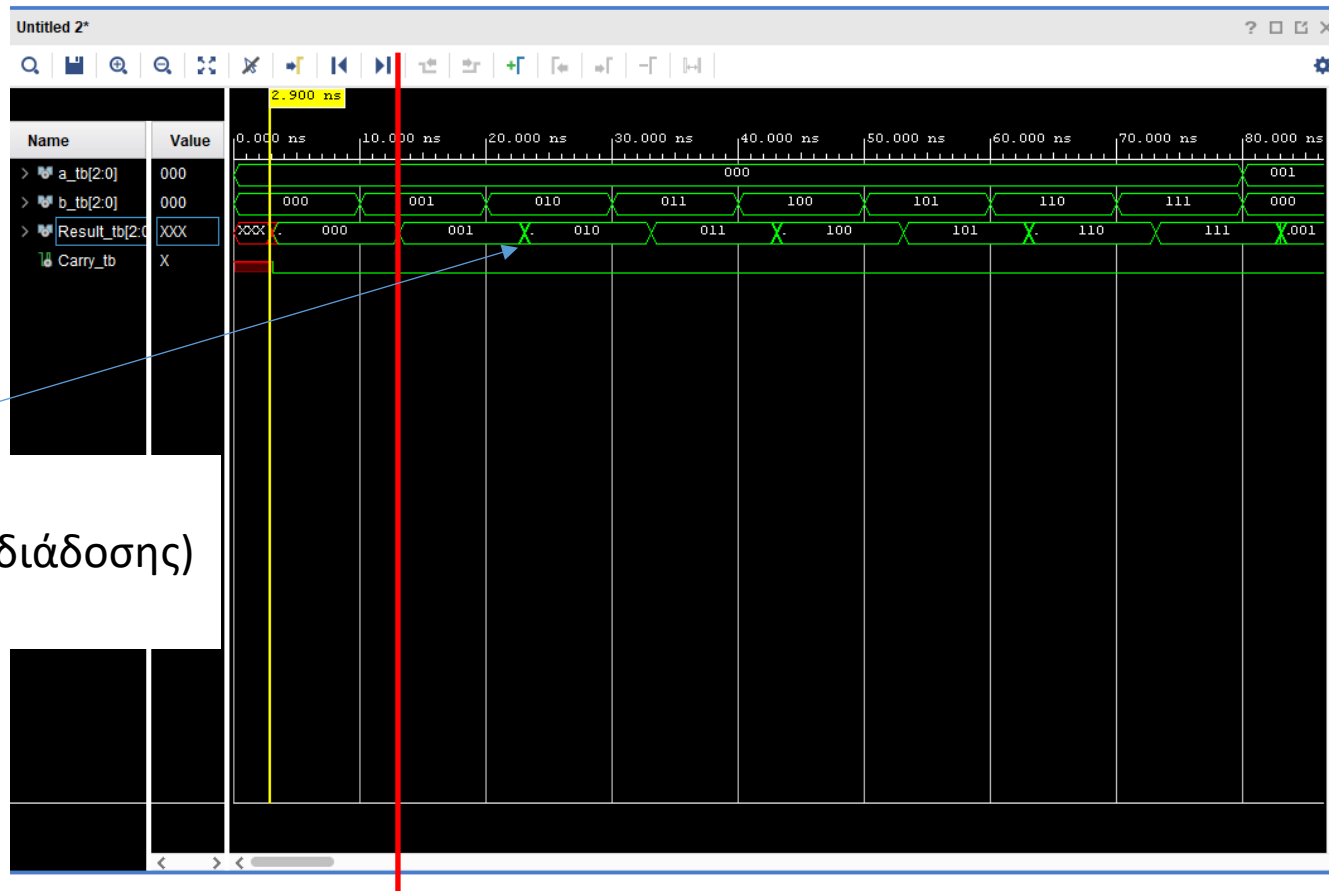 Untitled 2*
2.900 ns
Name Value 0.000 ns 10.000 ns 20.000 ns 30.000 ns 40.000 ns 50.000 ns 60.000 ns 70.000 ns 80.000 ns
a_tb[2:0] 000 000 001
b_tb[2:0] 000 000 001 010 011 100 101 110 111 000
Result_tb[2:0 XXX XXX . 000 001 . 010 011 . 100 101 . 110 111 .001
Carry_tb X
διάδοσης)